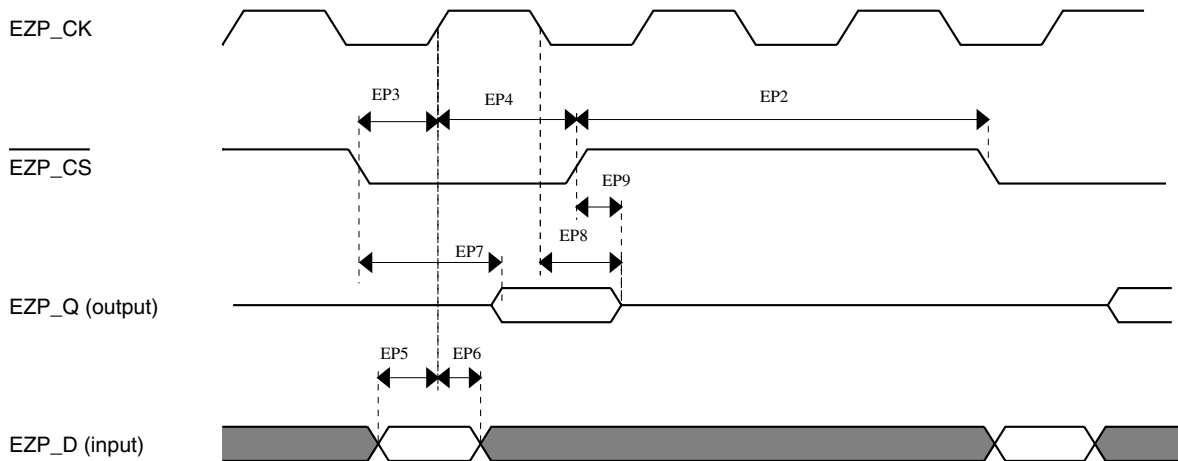 EZP_CK
EP3
EP4
EP2
EZP_CS
EP9
EP8
EP7
EZP_Q (output)
EP5
EP6
EZP_D (input)